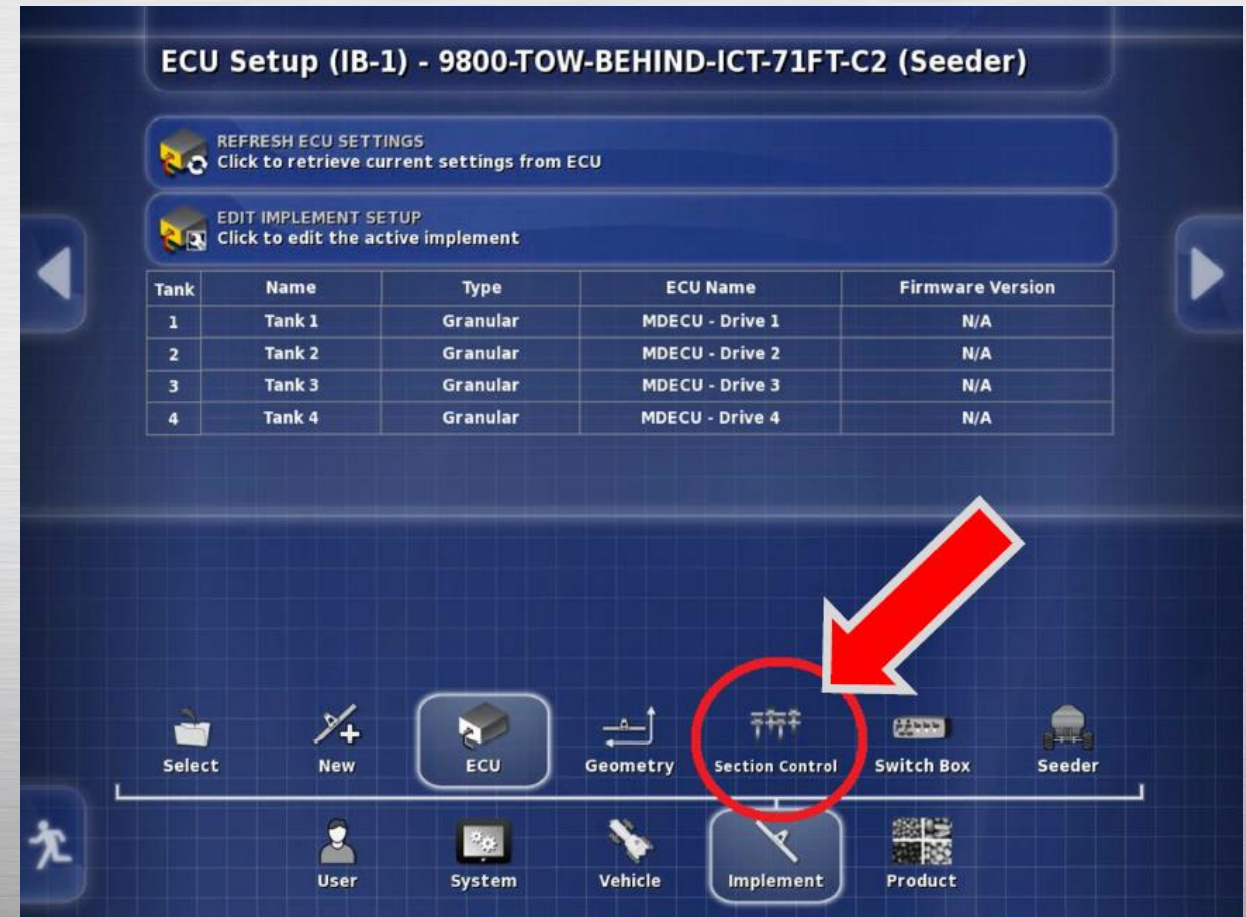 ECU Setup (IB-1) - 9800-TOW-BEHIND-ICT-71FT-C2 (Seeder)
REFRESH ECU SETTINGS
Click to retrieve current settings from ECU
EDIT IMPLEMENT SETUP
Click to edit the active implement
Tank Name Type ECU Name Firmware Version
1 Tank 1 Granular MDECU - Drive 1 N/A
2 Tank 2 Granular MDECU - Drive 2 N/A
3 Tank 3 Granular MDECU - Drive 3 N/A
4 Tank 4 Granular MDECU - Drive 4 N/A
Select New ECU Geometry Section Control Switch Box Seeder
User System Vehicle Implement Product